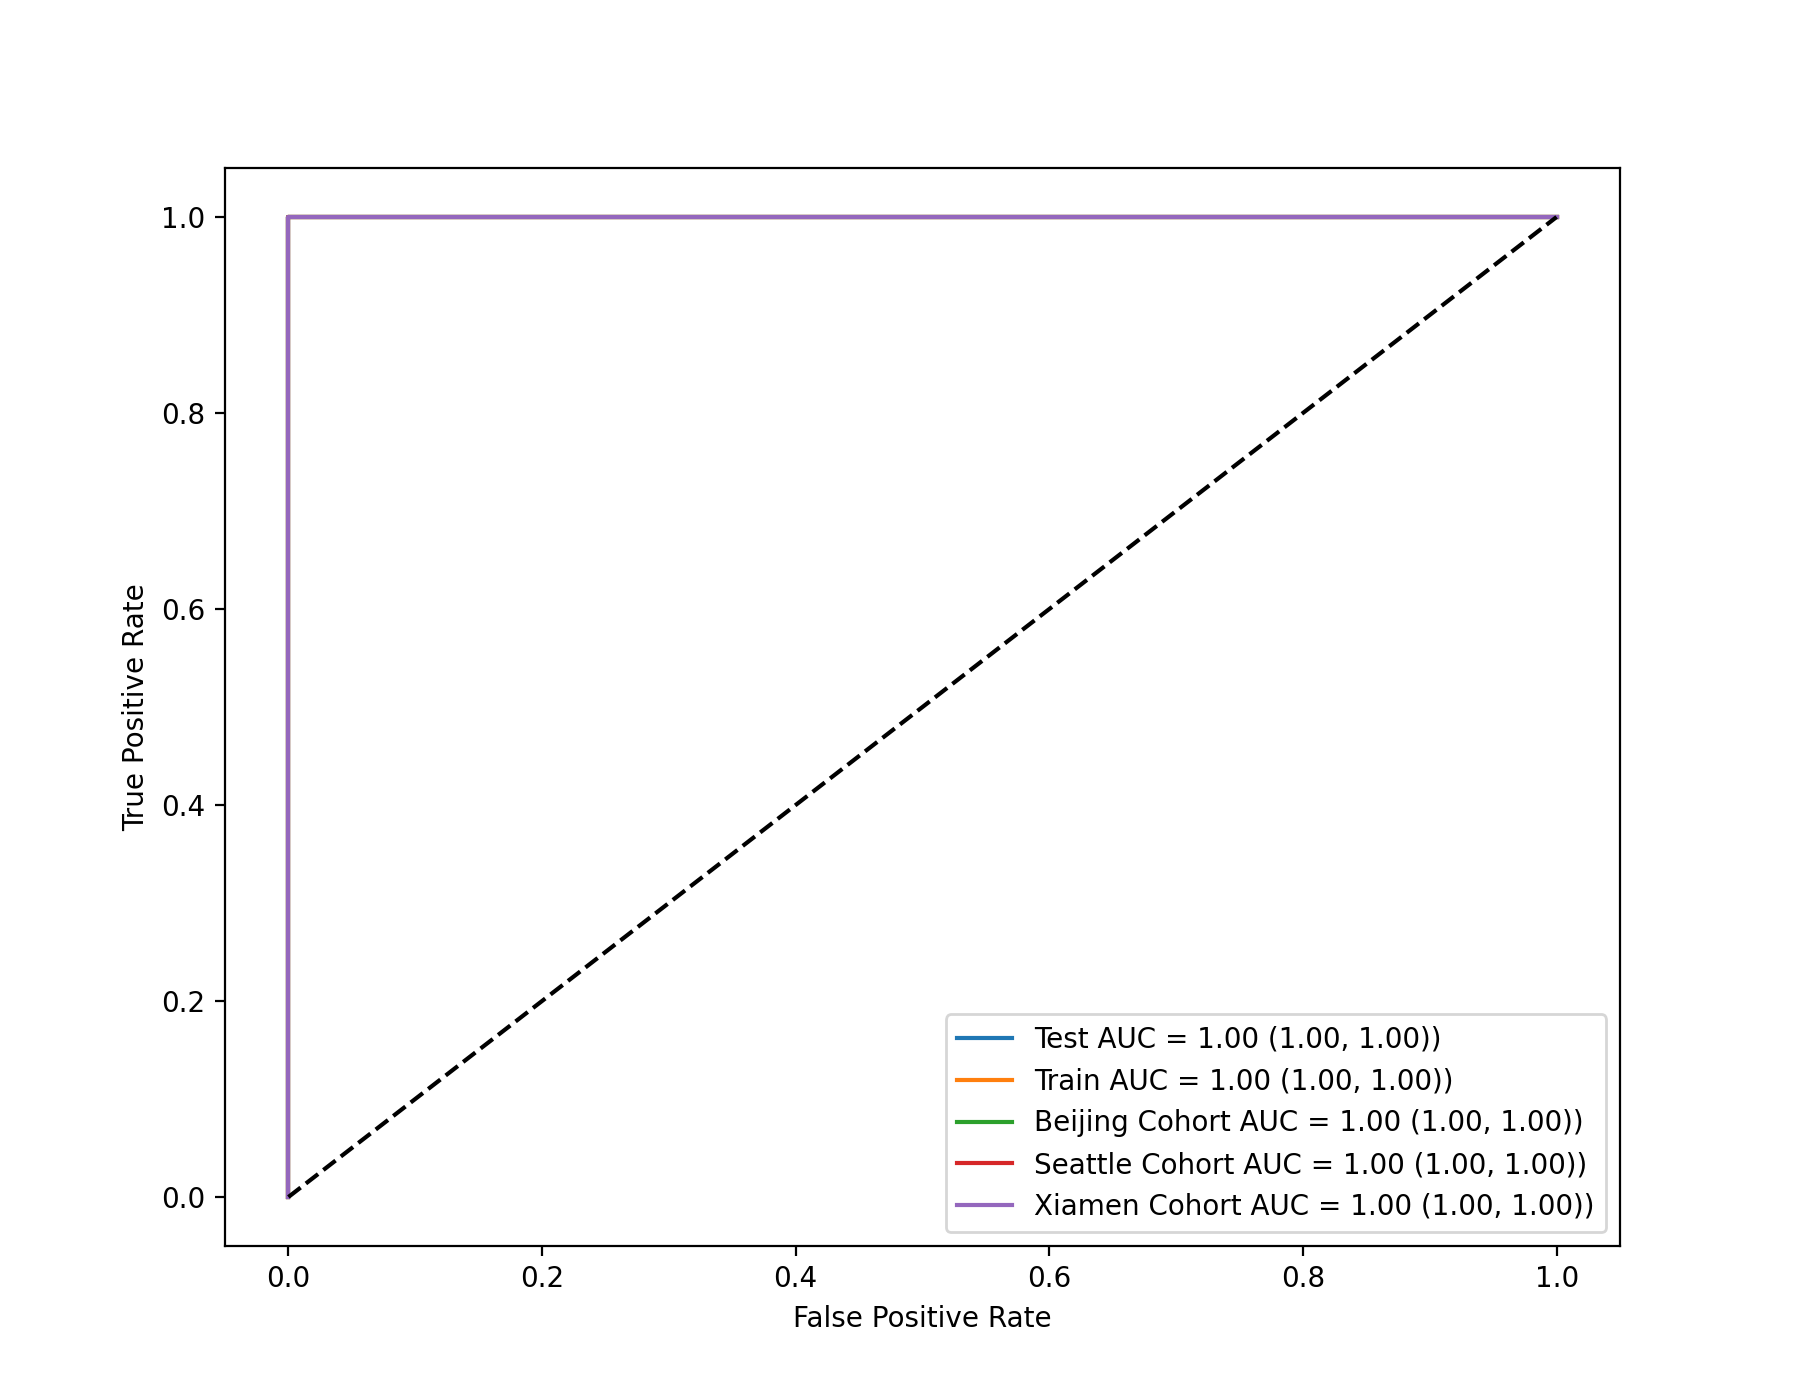 1.0
0.8
0.6
0.4
0.2
0.0
True Positive Rate
Test AUC = 1.00 (1.00, 1.00))
Train AUC = 1.00 (1.00, 1.00))
Beijing Cohort AUC = 1.00 (1.00, 1.00))
Seattle Cohort AUC = 1.00 (1.00, 1.00))
Xiamen Cohort AUC = 1.00 (1.00, 1.00))
0.0 0.2 0.4 0.6 0.8 1.0
False Positive Rate